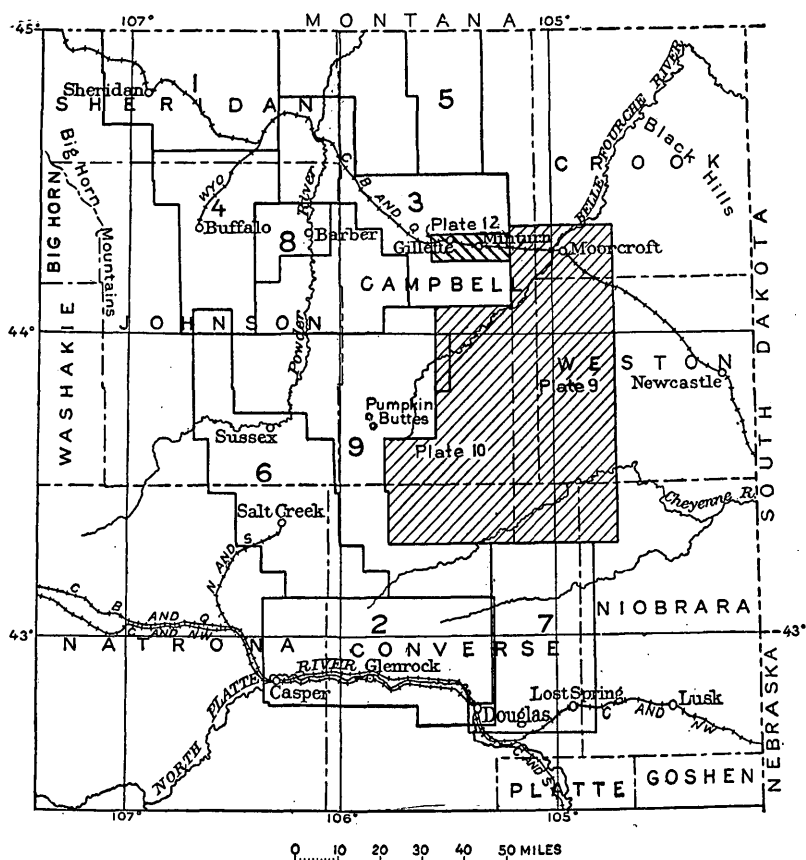 MONTANA
45°
107°
105°
1
Sheridan
SHERIDAN
5
BELLE FOURCHE RIVER
Black Hills
CROOK
Big Horn Mountains
BIG HORN
WYO
C B AND Q
River
4
3
Buffalo
8
Barber
Plate 12
Gillette
Minturn
Moorcroft
CAMPBELL
44°
JOHNSON
Powder
WASHAKIE
WESTON
Plate 9
Newcastle
SOUTH DAKOTA
Pumpkin Buttes
Sussex
9
Plate 10
6
Salt Creek
Cheyenne R.
N AND S
C B AND Q
C AND NW
NIOBRARA
43°
2
7
43°
NATRONA
CONVERSE
NORTH PLATTE RIVER
Glenrock
Casper
Lost Spring
Lusk
Douglas
C AND NW
C AND S
NEBRASKA
PLATTE
GOSHEN
107°
106°
105°
0 10 20 30 40 50 MILES